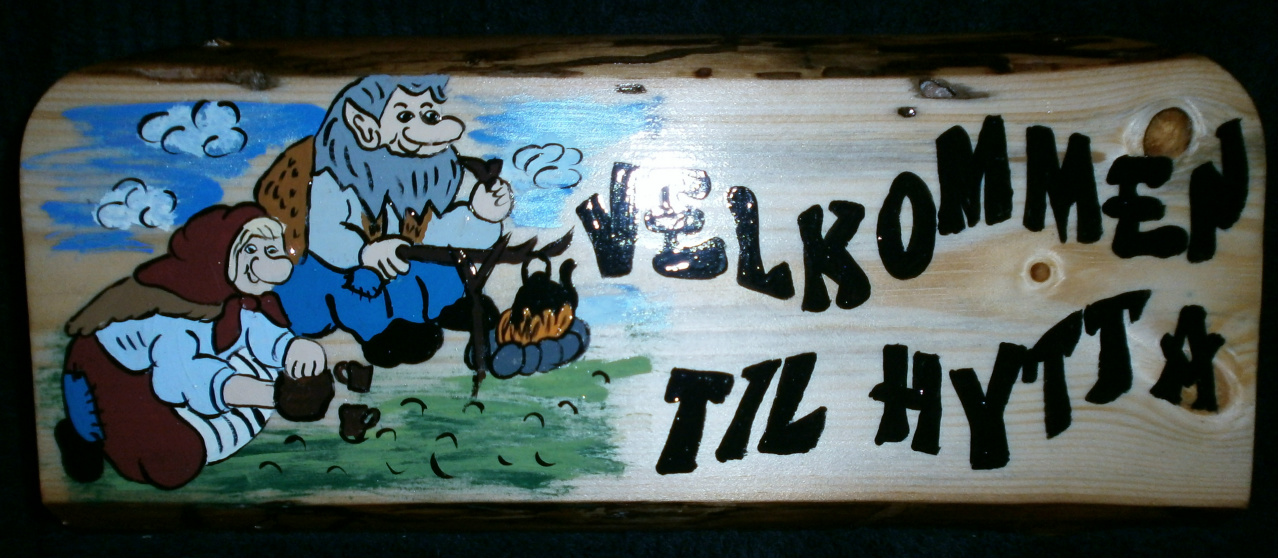 VELKOMMEN
TIL HYTTA